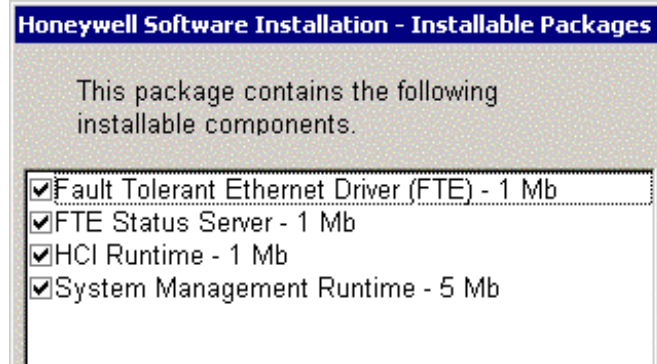 Honeywell Software Installation - Installable Packages
This package contains the following
installable components.
Fault Tolerant Ethernet Driver (FTE) - 1 Mb
FTE Status Server - 1 Mb
HCI Runtime - 1 Mb
System Management Runtime - 5 Mb